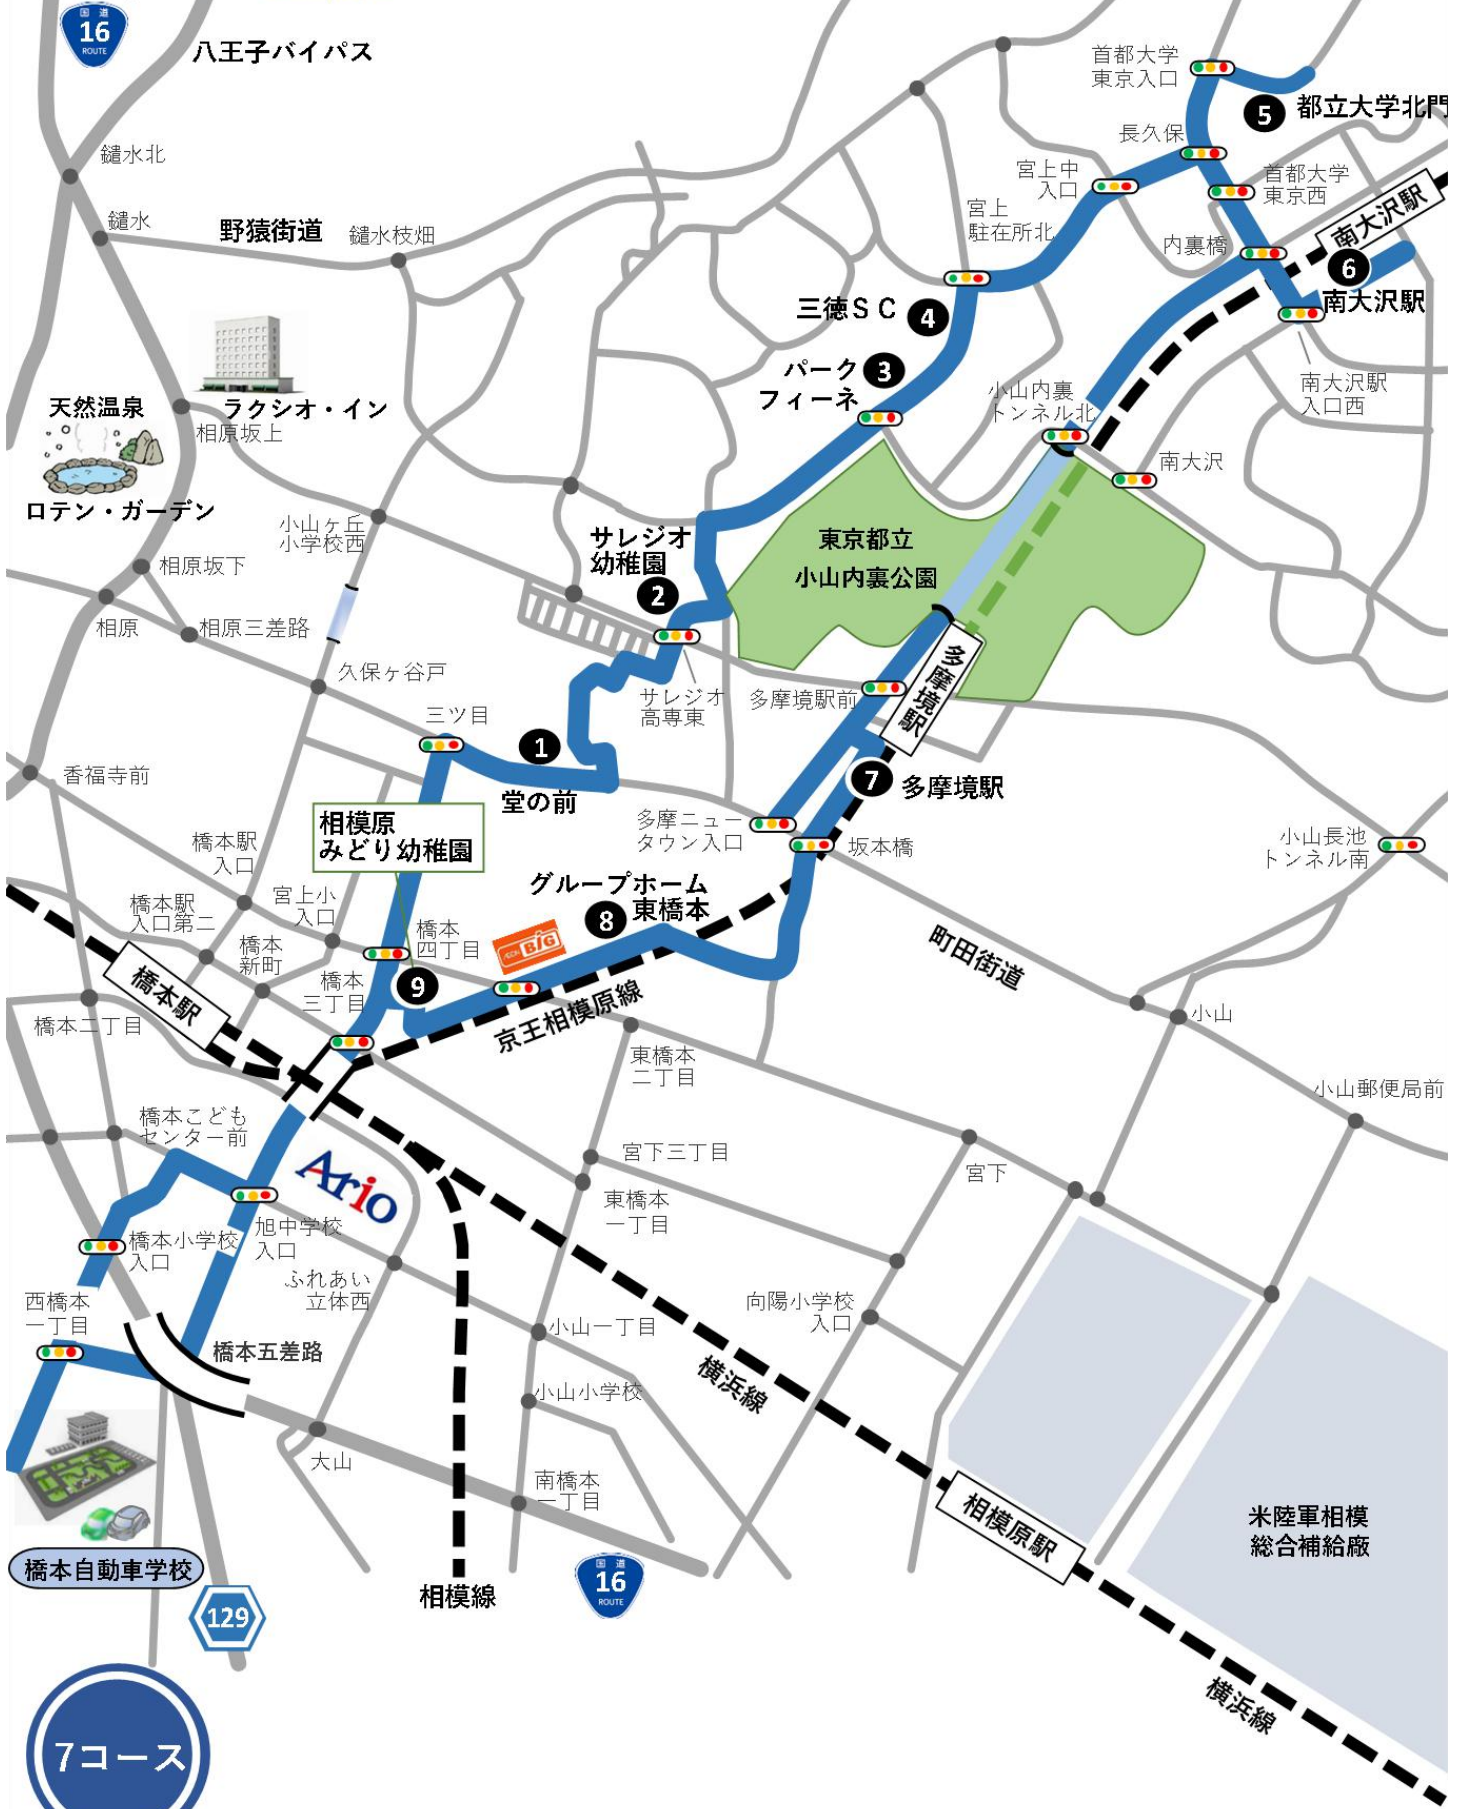 国道
16
ROUTE
八王子バイパス
首都大学
東京入口
5
都立大学北門
長久保
鑓水北
宮上中
入口
首都大学
東京西
鑓水
野猿街道
鑓水枝畑
宮上
駐在所北
内裏橋
南大沢駅
6
南大沢駅
三徳ＳＣ
4
パーク
フィーネ
3
小山内裏
トンネル北
南大沢駅
入口西
天然温泉
ラクシオ・イン
相原坂上
南大沢
ロテン・ガーデン
小山ヶ丘
小学校西
サレジオ
幼稚園
2
東京都立
小山内裏公園
相原坂下
相原
相原三差路
久保ヶ谷戸
サレジオ
高専東
多摩境駅前
多摩境駅
三ツ目
1
堂の前
香福寺前
7
多摩境駅
相模原
みどり幼稚園
多摩ニュー
タウン入口
坂本橋
小山長池
トンネル南
橋本駅
入口
橋本駅
入口第二
宮上小
入口
グループホーム
東橋本
8
橋本
四丁目
BIG
橋本
新町
町田街道
橋本駅
橋本
三丁目
9
京王相模原線
橋本二丁目
小山
東橋本
二丁目
小山郵便局前
橋本こども
センター前
Ario
宮下三丁目
宮下
東橋本
一丁目
旭中学校
入口
橋本小学校
入口
ふれあい
立体西
西橋本
一丁目
向陽小学校
入口
小山一丁目
橋本五差路
横浜線
小山小学校
大山
南橋本
一丁目
相模原駅
米陸軍相模
総合補給廠
橋本自動車学校
相模線
国道
16
ROUTE
129
横浜線
7コース